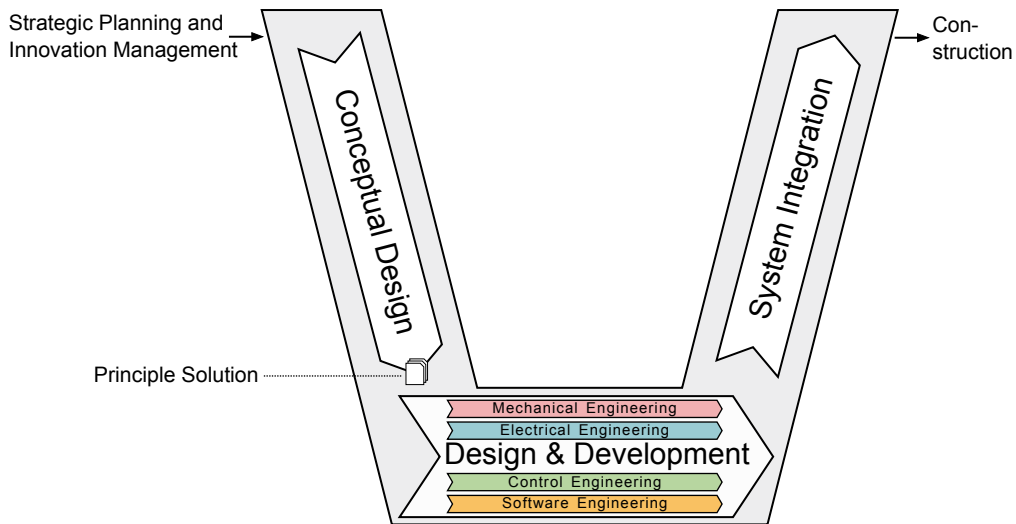 Strategic Planning and
Innovation Management
Con-
struction
Conceptual Design
System Integration
Principle Solution
Mechanical Engineering
Electrical Engineering
Design & Development
Control Engineering
Software Engineering